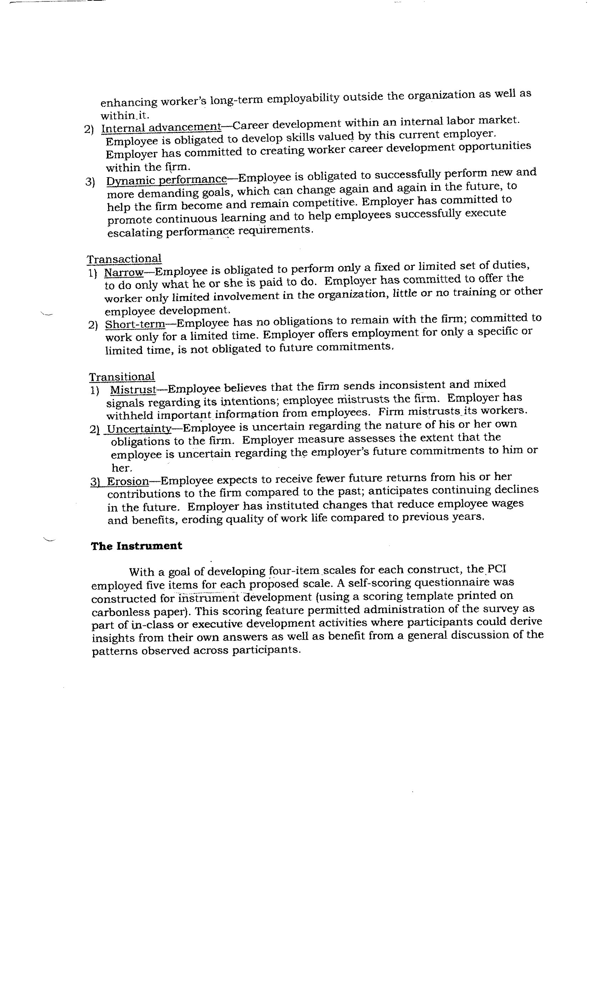 enhancing worker's long-term employability outside the organization as well as
within it.
2) Internal advancement—Career development within an internal labor market.
Employee is obligated to develop skills valued by this current employer.
Employer has committed to creating worker career development opportunities
within the firm.
3) Dynamic performance—Employee is obligated to successfully perform new and
more demanding goals, which can change again and again in the future, to
help the firm become and remain competitive. Employer has committed to
promote continuous learning and to help employees successfully execute
escalating performance requirements.
Transactional
1) Narrow—Employee is obligated to perform only a fixed or limited set of duties,
to do only what he or she is paid to do. Employer has committed to offer the
worker only limited involvement in the organization, little or no training or other
employee development.
2) Short-term—Employee has no obligations to remain with the firm; committed to
work only for a limited time. Employer offers employment for only a specific or
limited time, is not obligated to future commitments.
Transitional
1) Mistrust—Employee believes that the firm sends inconsistent and mixed
signals regarding its intentions; employee mistrusts the firm. Employer has
withheld important information from employees. Firm mistrusts its workers.
2) Uncertainty—Employee is uncertain regarding the nature of his or her own
obligations to the firm. Employer measure assesses the extent that the
employee is uncertain regarding the employer's future commitments to him or
her.
3) Erosion—Employee expects to receive fewer future returns from his or her
contributions to the firm compared to the past; anticipates continuing declines
in the future. Employer has instituted changes that reduce employee wages
and benefits, eroding quality of work life compared to previous years.
The Instrument
With a goal of developing four-item scales for each construct, the PCI
employed five items for each proposed scale. A self-scoring questionnaire was
constructed for instrument development (using a scoring template printed on
carbonless paper). This scoring feature permitted administration of the survey as
part of in-class or executive development activities where participants could derive
insights from their own answers as well as benefit from a general discussion of the
patterns observed across participants.